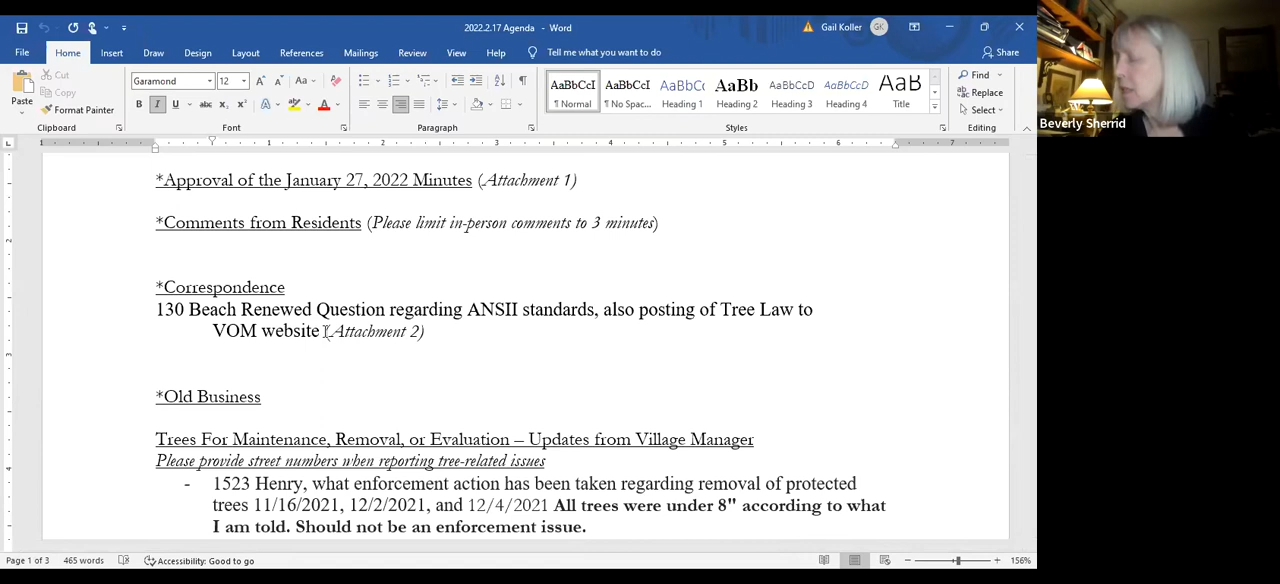 2022.2.17 Agenda - Word
Gail Koller
GK
File
Home
Insert
Draw
Design
Layout
References
Mailings
Review
View
Help
Tell me what you want to do
Share
Paste
Cut
Copy
Format Painter
Clipboard
Garamond
12
Font
Paragraph
AaBbCcI
¶ Normal
AaBbCcI
¶ No Spac...
AaBbCc
Heading 1
AaBb
Heading 2
AaBbCcD
Heading 3
AaBbCcD
Heading 4
AaB
Title
Styles
Find
Replace
Select
Editing
Beverly Sherrid
1 1 2 3 4 5 6 7
*Approval of the January 27, 2022 Minutes (Attachment 1)
*Comments from Residents (Please limit in-person comments to 3 minutes)
*Correspondence
130 Beach Renewed Question regarding ANSII standards, also posting of Tree Law to
VOM website (Attachment 2)
*Old Business
Trees For Maintenance, Removal, or Evaluation – Updates from Village Manager
Please provide street numbers when reporting tree-related issues
- 1523 Henry, what enforcement action has been taken regarding removal of protected
trees 11/16/2021, 12/2/2021, and 12/4/2021 All trees were under 8" according to what
I am told. Should not be an enforcement issue.
Page 1 of 3
465 words
Accessibility: Good to go
156%